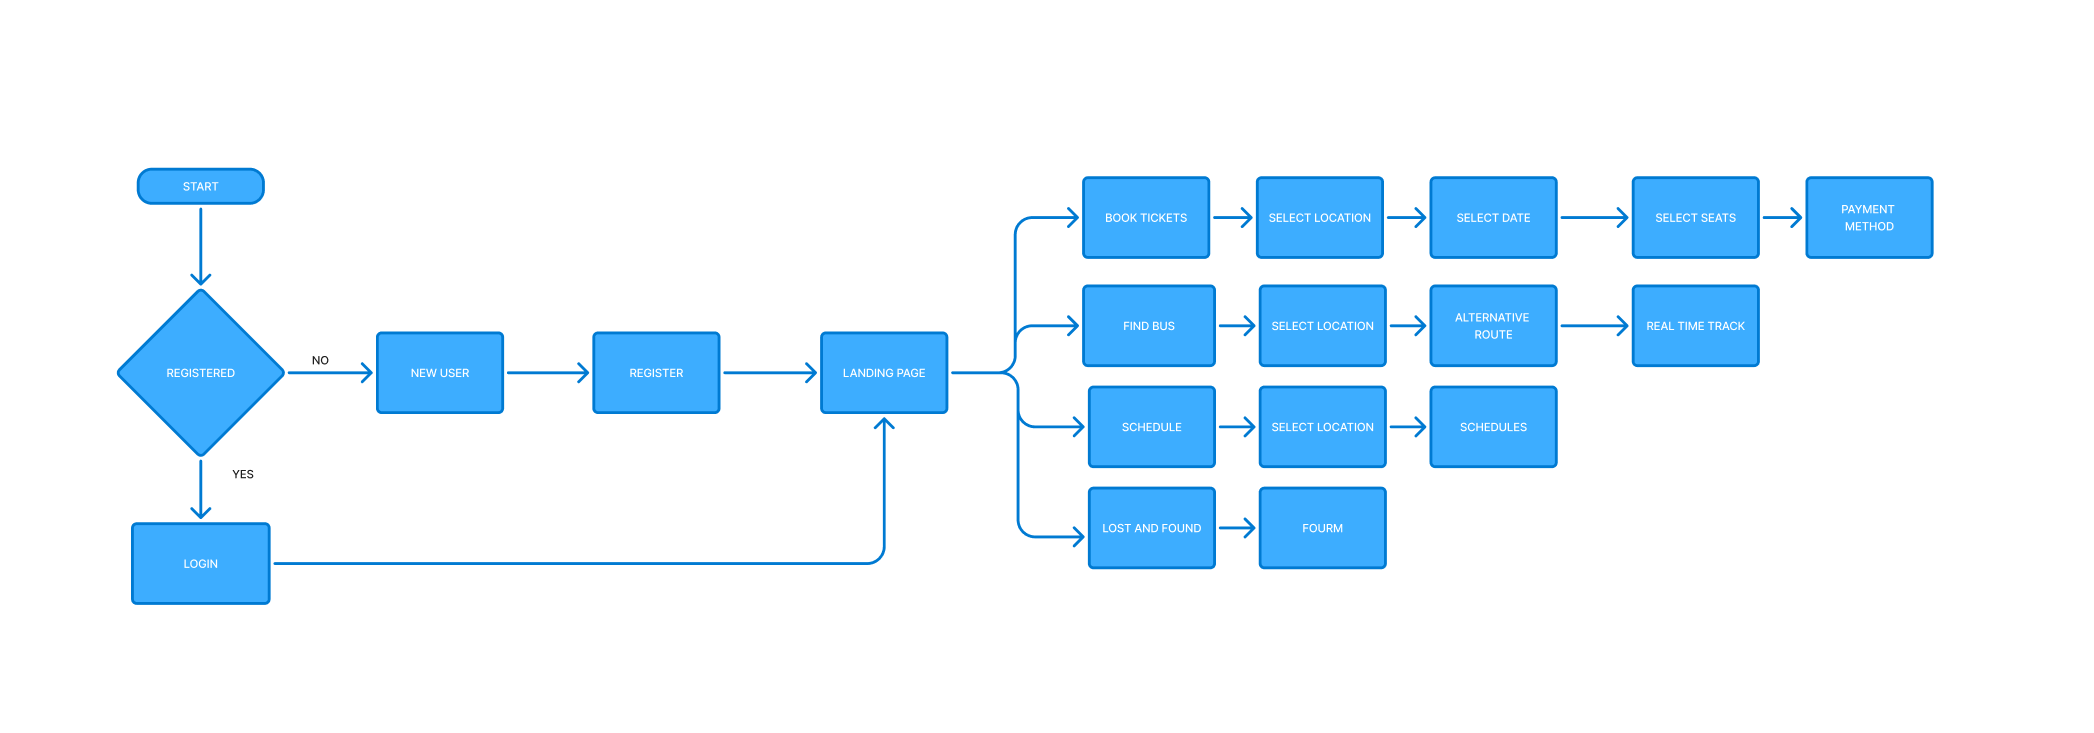 START
REGISTERED
NO
NEW USER
REGISTER
LANDING PAGE
YES
LOGIN
BOOK TICKETS
SELECT LOCATION
SELECT DATE
SELECT SEATS
PAYMENT
METHOD
FIND BUS
SELECT LOCATION
ALTERNATIVE
ROUTE
REAL TIME TRACK
SCHEDULE
SELECT LOCATION
SCHEDULES
LOST AND FOUND
FOURM